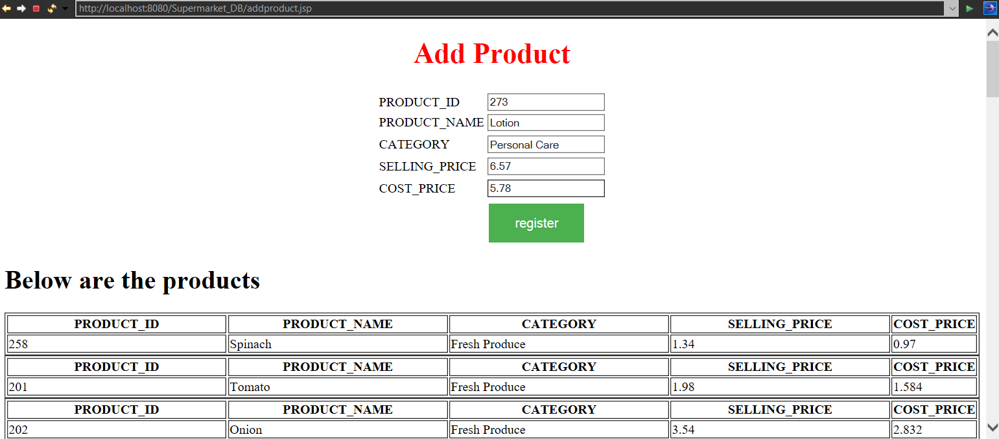 http://localhost:8080/Supermarket_DB/addproduct.jsp
Add Product
PRODUCT_ID 273
PRODUCT_NAME Lotion
CATEGORY Personal Care
SELLING_PRICE 6.57
COST_PRICE 5.78
register
Below are the products
PRODUCT_ID PRODUCT_NAME CATEGORY SELLING_PRICE COST_PRICE
258 Spinach Fresh Produce 1.34 0.97
PRODUCT_ID PRODUCT_NAME CATEGORY SELLING_PRICE COST_PRICE
201 Tomato Fresh Produce 1.98 1.584
PRODUCT_ID PRODUCT_NAME CATEGORY SELLING_PRICE COST_PRICE
202 Onion Fresh Produce 3.54 2.832